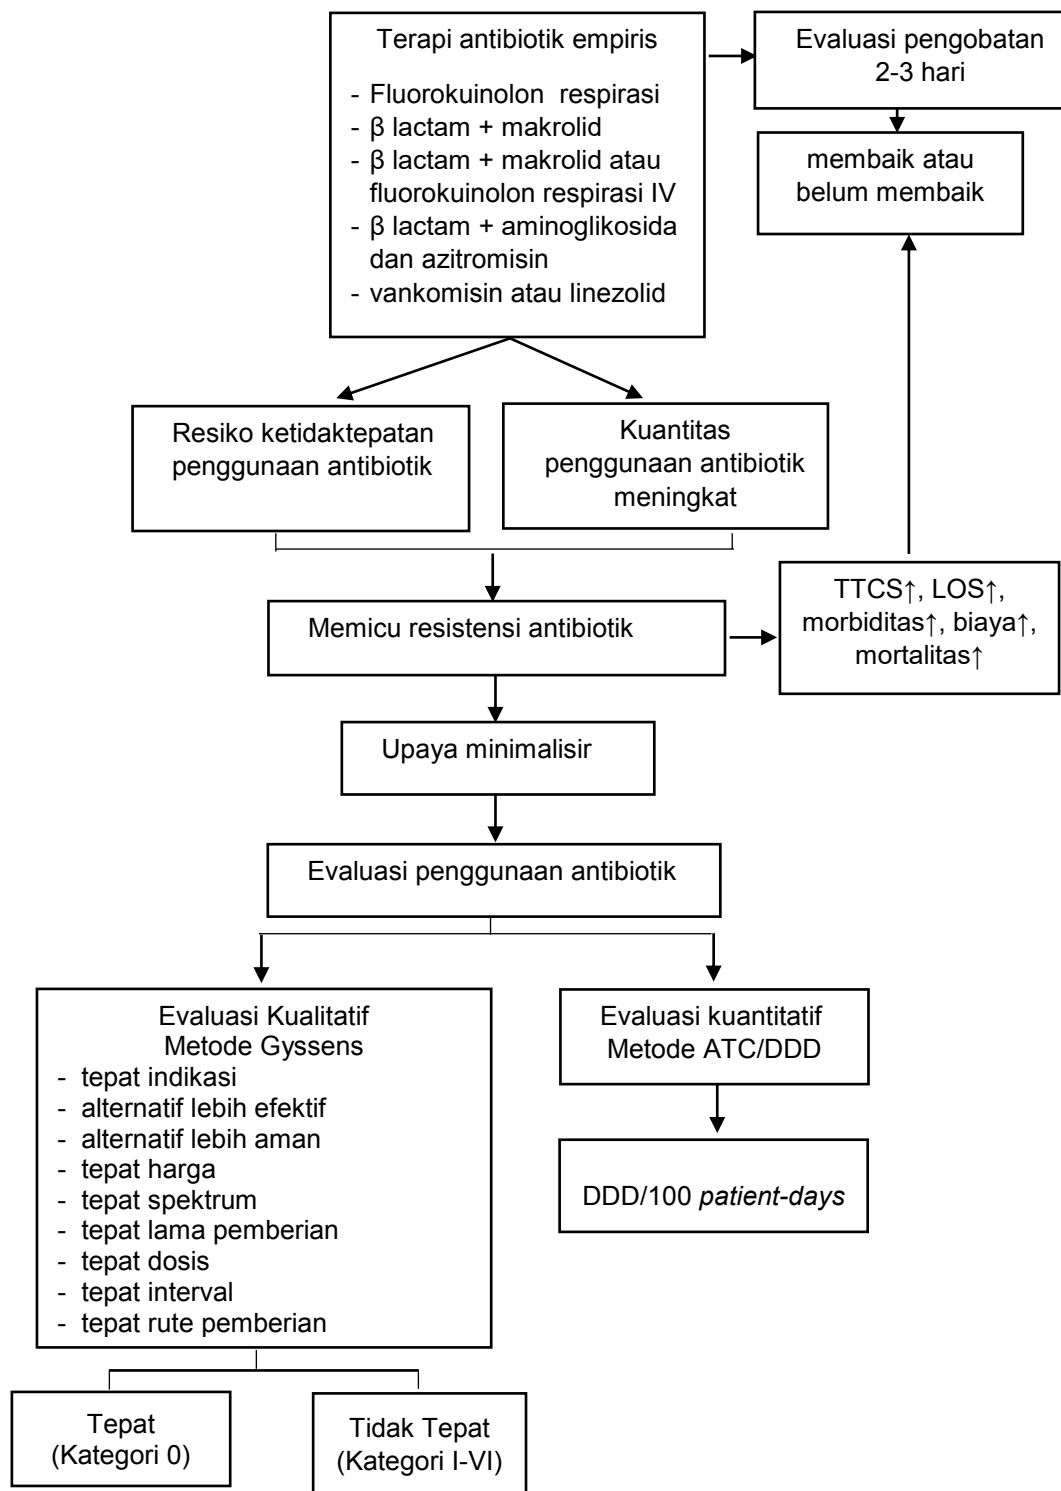 Terapi antibiotik empiris
- Fluorokuinolon respirasi
- β lactam + makrolid
- β lactam + makrolid atau
fluorokuinolon respirasi IV
- β lactam + aminoglikosida
dan azitromisin
- vankomisin atau linezolid
Evaluasi pengobatan
2-3 hari
membaik atau
belum membaik
Resiko ketidaktepatan
penggunaan antibiotik
Kuantitas
penggunaan antibiotik
meningkat
Memicu resistensi antibiotik
TTCS↑, LOS↑,
morbiditas↑, biaya↑,
mortalitas↑
Upaya minimalisir
Evaluasi penggunaan antibiotik
Evaluasi Kualitatif
Metode Gyssens
- tepat indikasi
- alternatif lebih efektif
- alternatif lebih aman
- tepat harga
- tepat spektrum
- tepat lama pemberian
- tepat dosis
- tepat interval
- tepat rute pemberian
Evaluasi kuantitatif
Metode ATC/DDD
DDD/100 patient-days
Tepat
(Kategori 0)
Tidak Tepat
(Kategori I-VI)